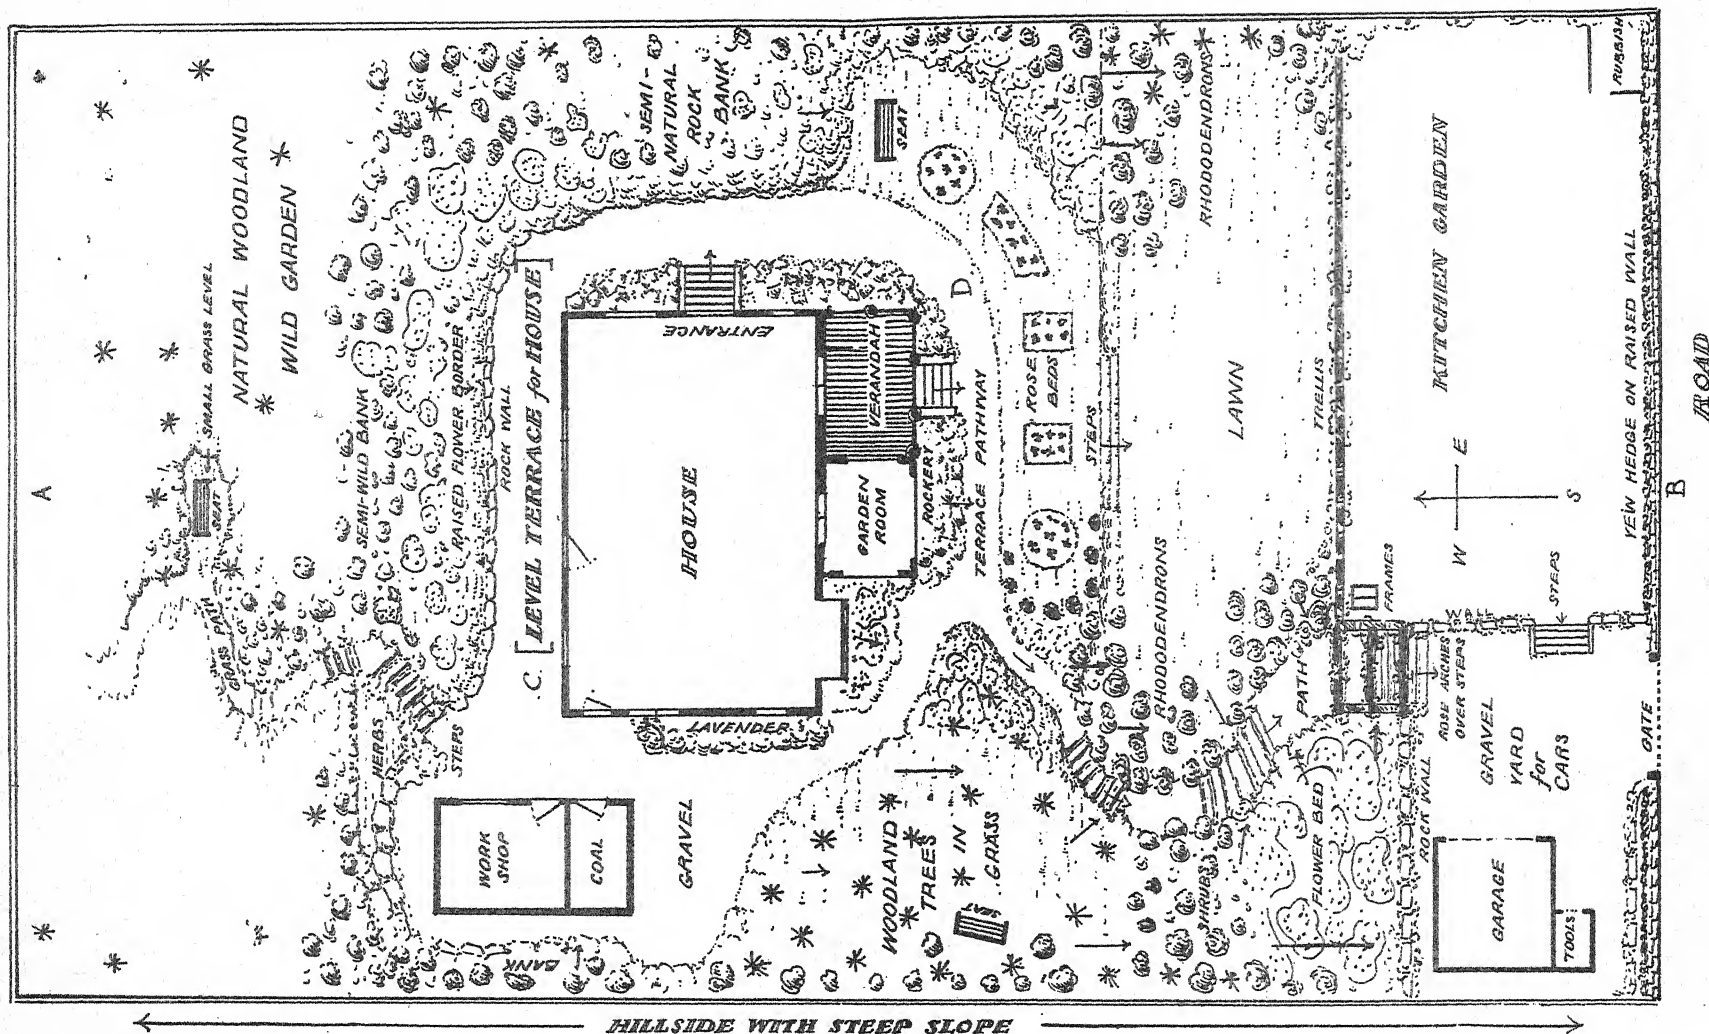 A
NATURAL WOODLAND
WILD GARDEN
SMALL GRASS LEVEL
SEAT
GRASS PATH
SEMI-WILD BANK
RAISED FLOWER BORDER
ROCK WALL
HERBS
STEPS
SEMI-
NATURAL
ROCK
BANK
C.
[LEVEL TERRACE for HOUSE]
HOUSE
ENTRANCE
VERANDAH
GARDEN
ROOM
ROCKERY
LAVENDER
D
TERRACE PATHWAY
SEAT
ROSE
BEDS
STEPS
WORK
SHOP
COAL
GRAVEL
BANK
WOODLAND
TREES
IN
GRASS
RHODODENDRONS
LAWN
RHODODENDRONS
TRELLIS
PATH
SHRUBS
FLOWER BED
ROCK WALL
KITCHEN GARDEN
RUBBISH
W
E
S
FRAMES
STEPS
ROSE ARCHES
OVER STEPS
GRAVEL
YARD
for
CARS
GARAGE
TOOLS
YEW HEDGE ON RAISED WALL
GATE
B
ROAD
HILLSIDE WITH STEEP SLOPE